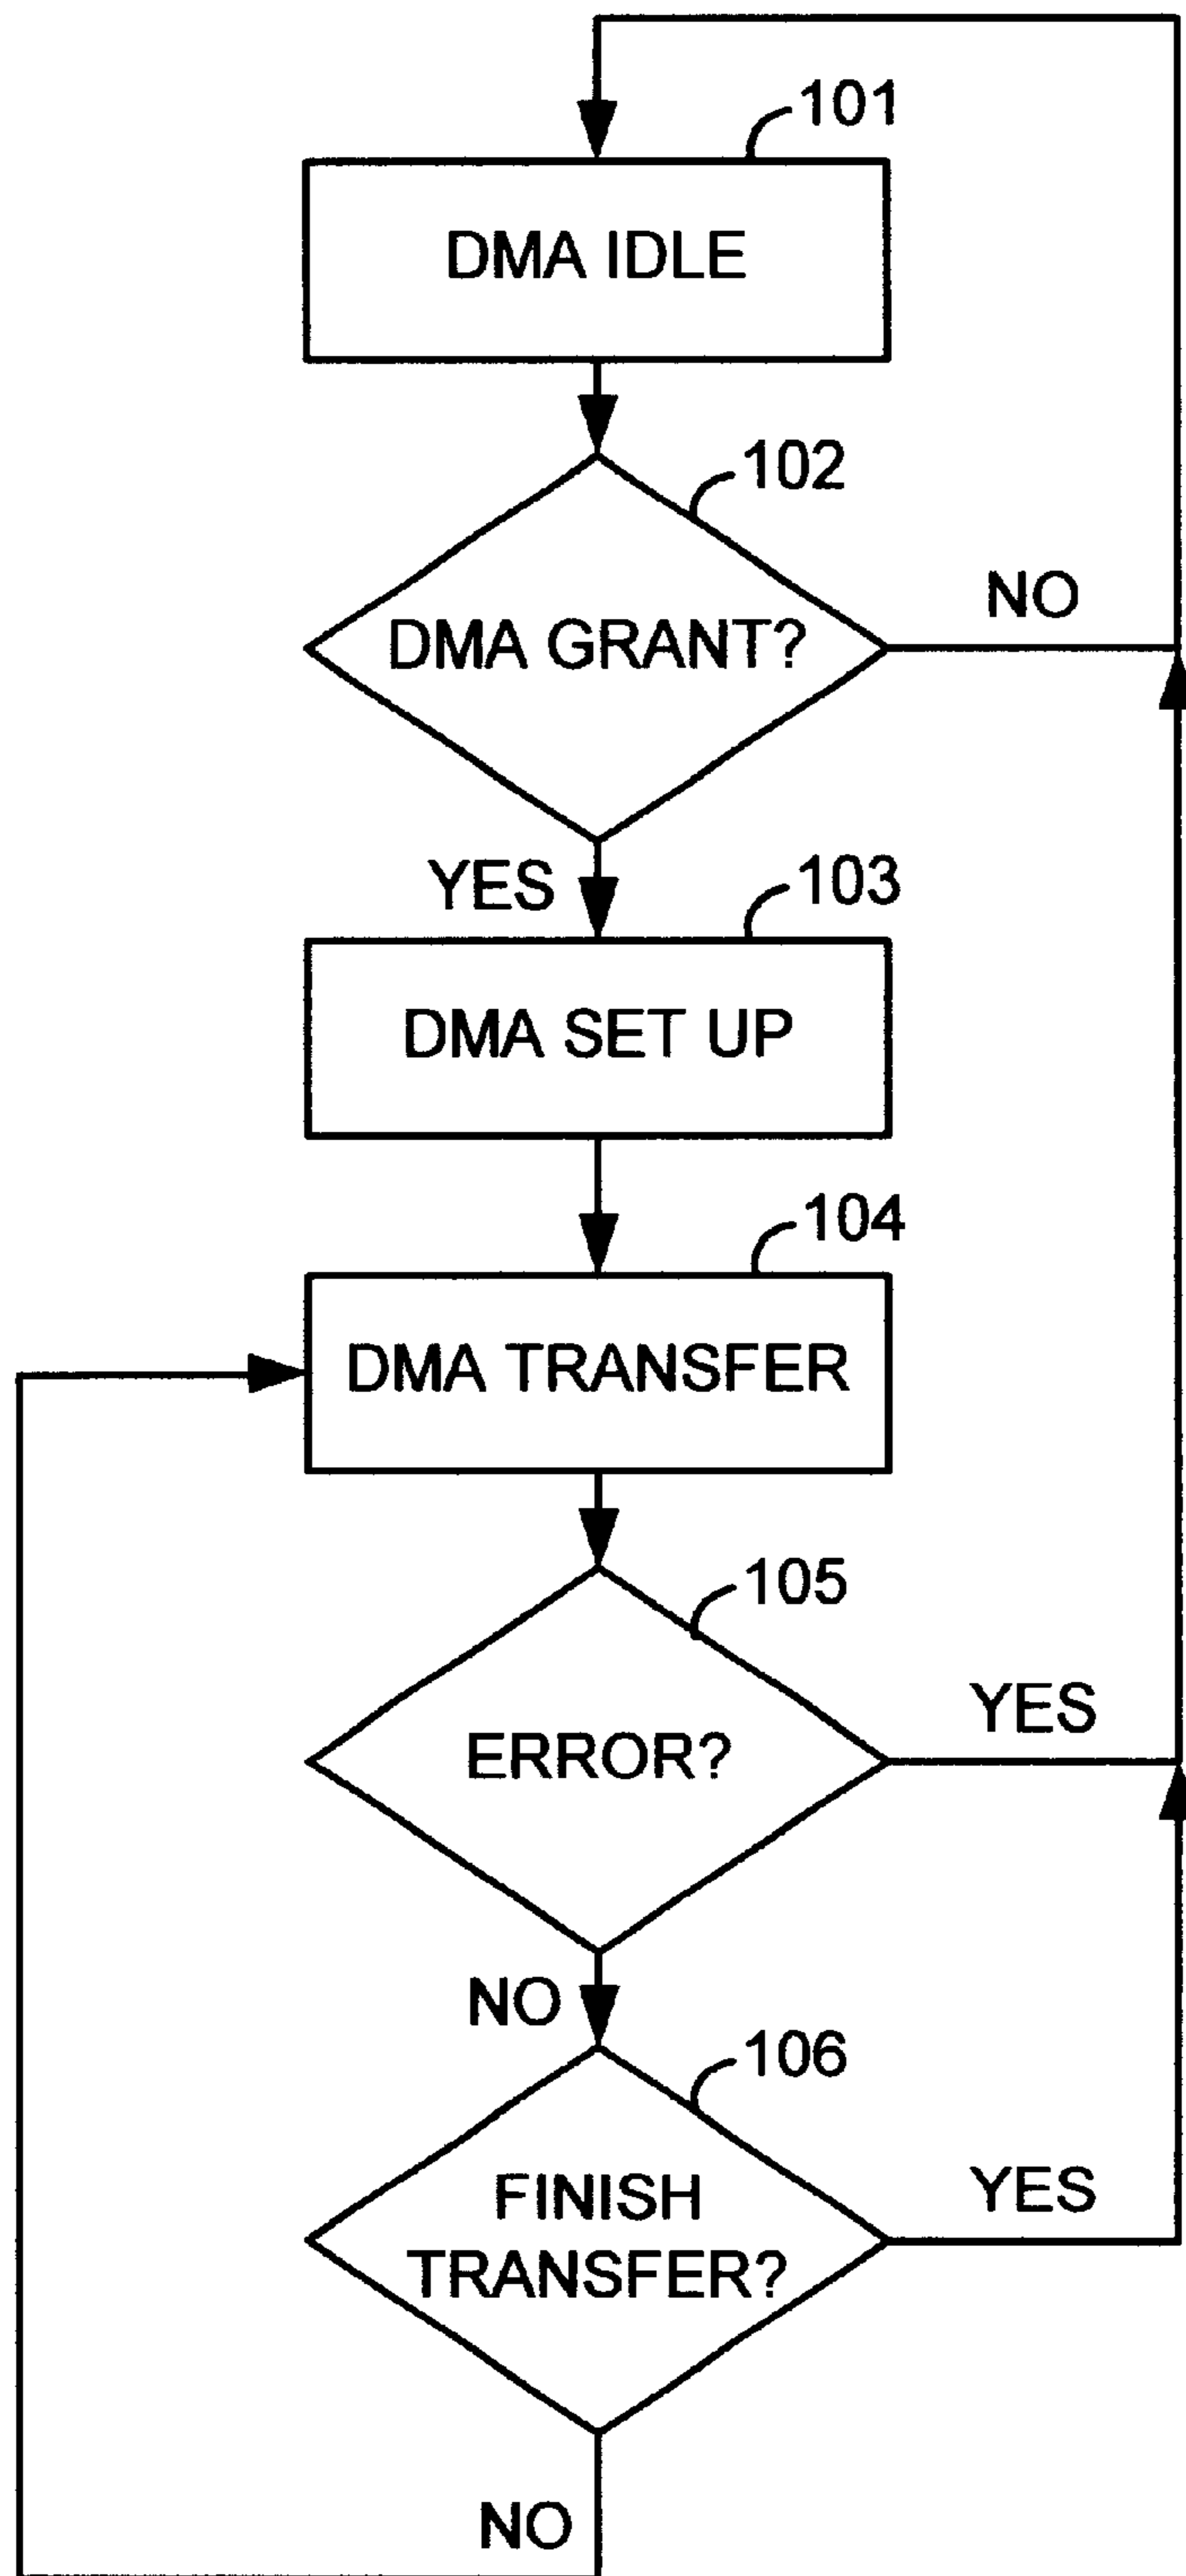 101
DMA IDLE
102
DMA GRANT?
NO
YES
103
DMA SET UP
104
DMA TRANSFER
105
ERROR?
YES
NO
106
FINISH
TRANSFER?
YES
NO